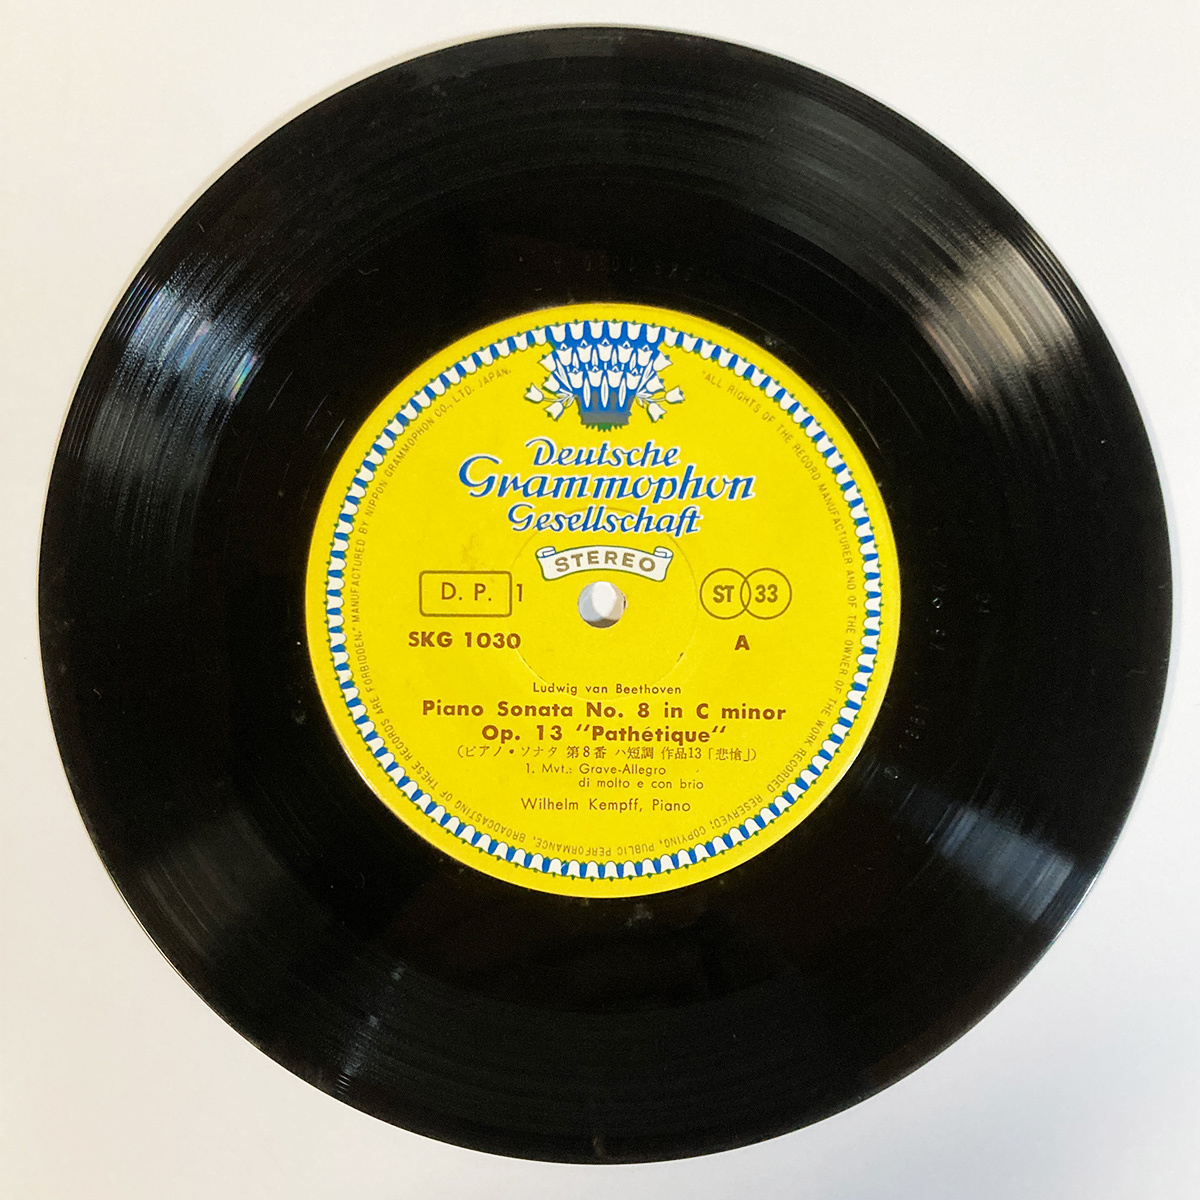 Deutsche
Grammophon
Gesellschaft
STEREO
D. P. 1
ST 33
SKG 1030
A
Ludwig van Beethoven
Piano Sonata No. 8 in C minor
Op. 13 "Pathétique"
(ピアノ・ソナタ 第8番 ハ短調 作品13「悲愴」)
1. Mvt.: Grave-Allegro
di molto e con brio
Wilhelm Kempff, Piano
"ALL RIGHTS OF THE RECORD MANUFACTURER AND OF THE OWNER OF THE WORK RECORDED RESERVED, COPYING, PUBLIC PERFORMANCE, BROADCASTING OF THESE RECORDS ARE FORBIDDEN." MANUFACTURED BY NIPPON GRAMMOPHON CO., LTD. JAPAN.